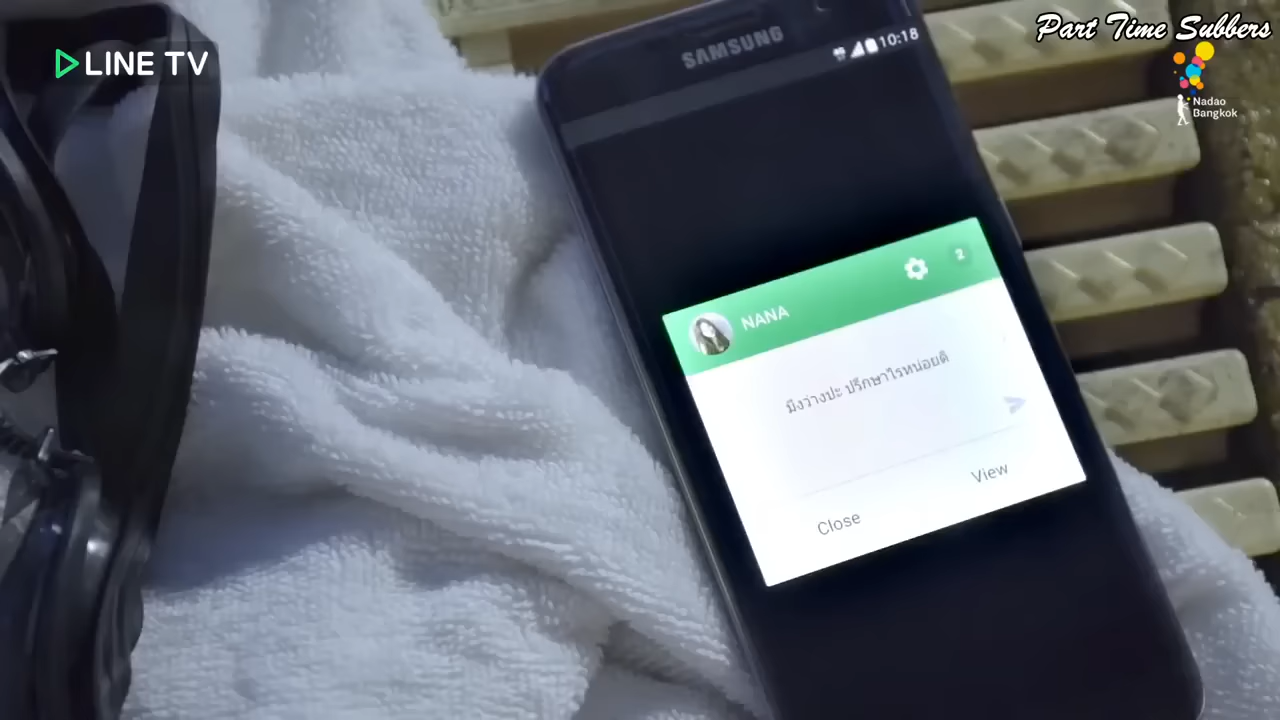 Part Time Subbers
LINE TV
SAMSUNG
10:18
Nadao
Bangkok
NANA
2
มึงว่างปะ ปรึกษาไรหน่อยดิ
View
Close